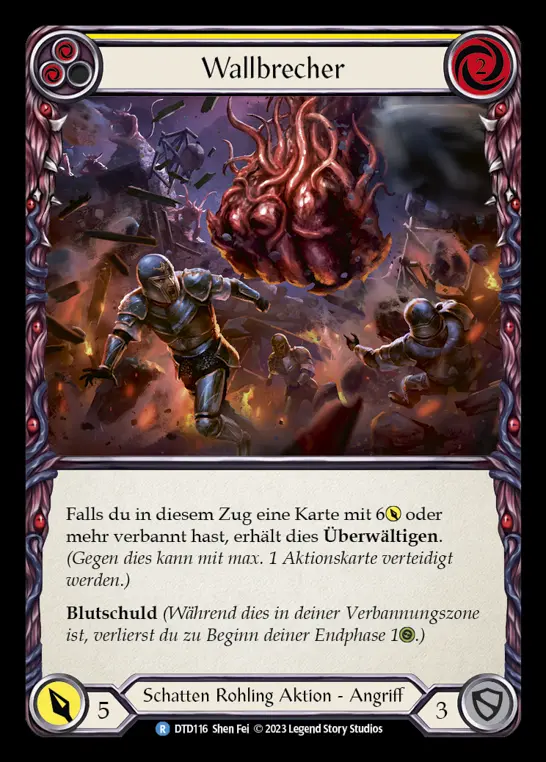 Wallbrecher
2
Falls du in diesem Zug eine Karte mit 6 oder
mehr verbannt hast, erhält dies Überwältigen.
(Gegen dies kann mit max. 1 Aktionskarte verteidigt
werden.)
Blutschuld (Während dies in deiner Verbannungszone
ist, verlierst du zu Beginn deiner Endphase 1.)
5
Schatten Rohling Aktion - Angriff
3
R DTD116 Shen Fei © 2023 Legend Story Studios